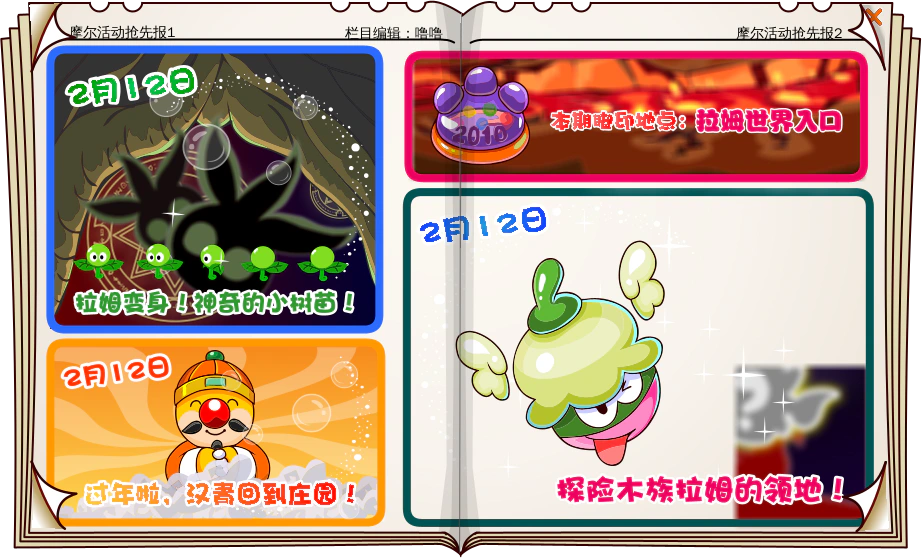 摩尔活动抢先报1
栏目编辑：噜噜
摩尔活动抢先报2
2月12日
拉姆变身！神奇的小树苗！
2月12日
过年啦，汉青回到庄园！
2010
本期脚印地点：拉姆世界入口
2月12日
探险木族拉姆的领地！